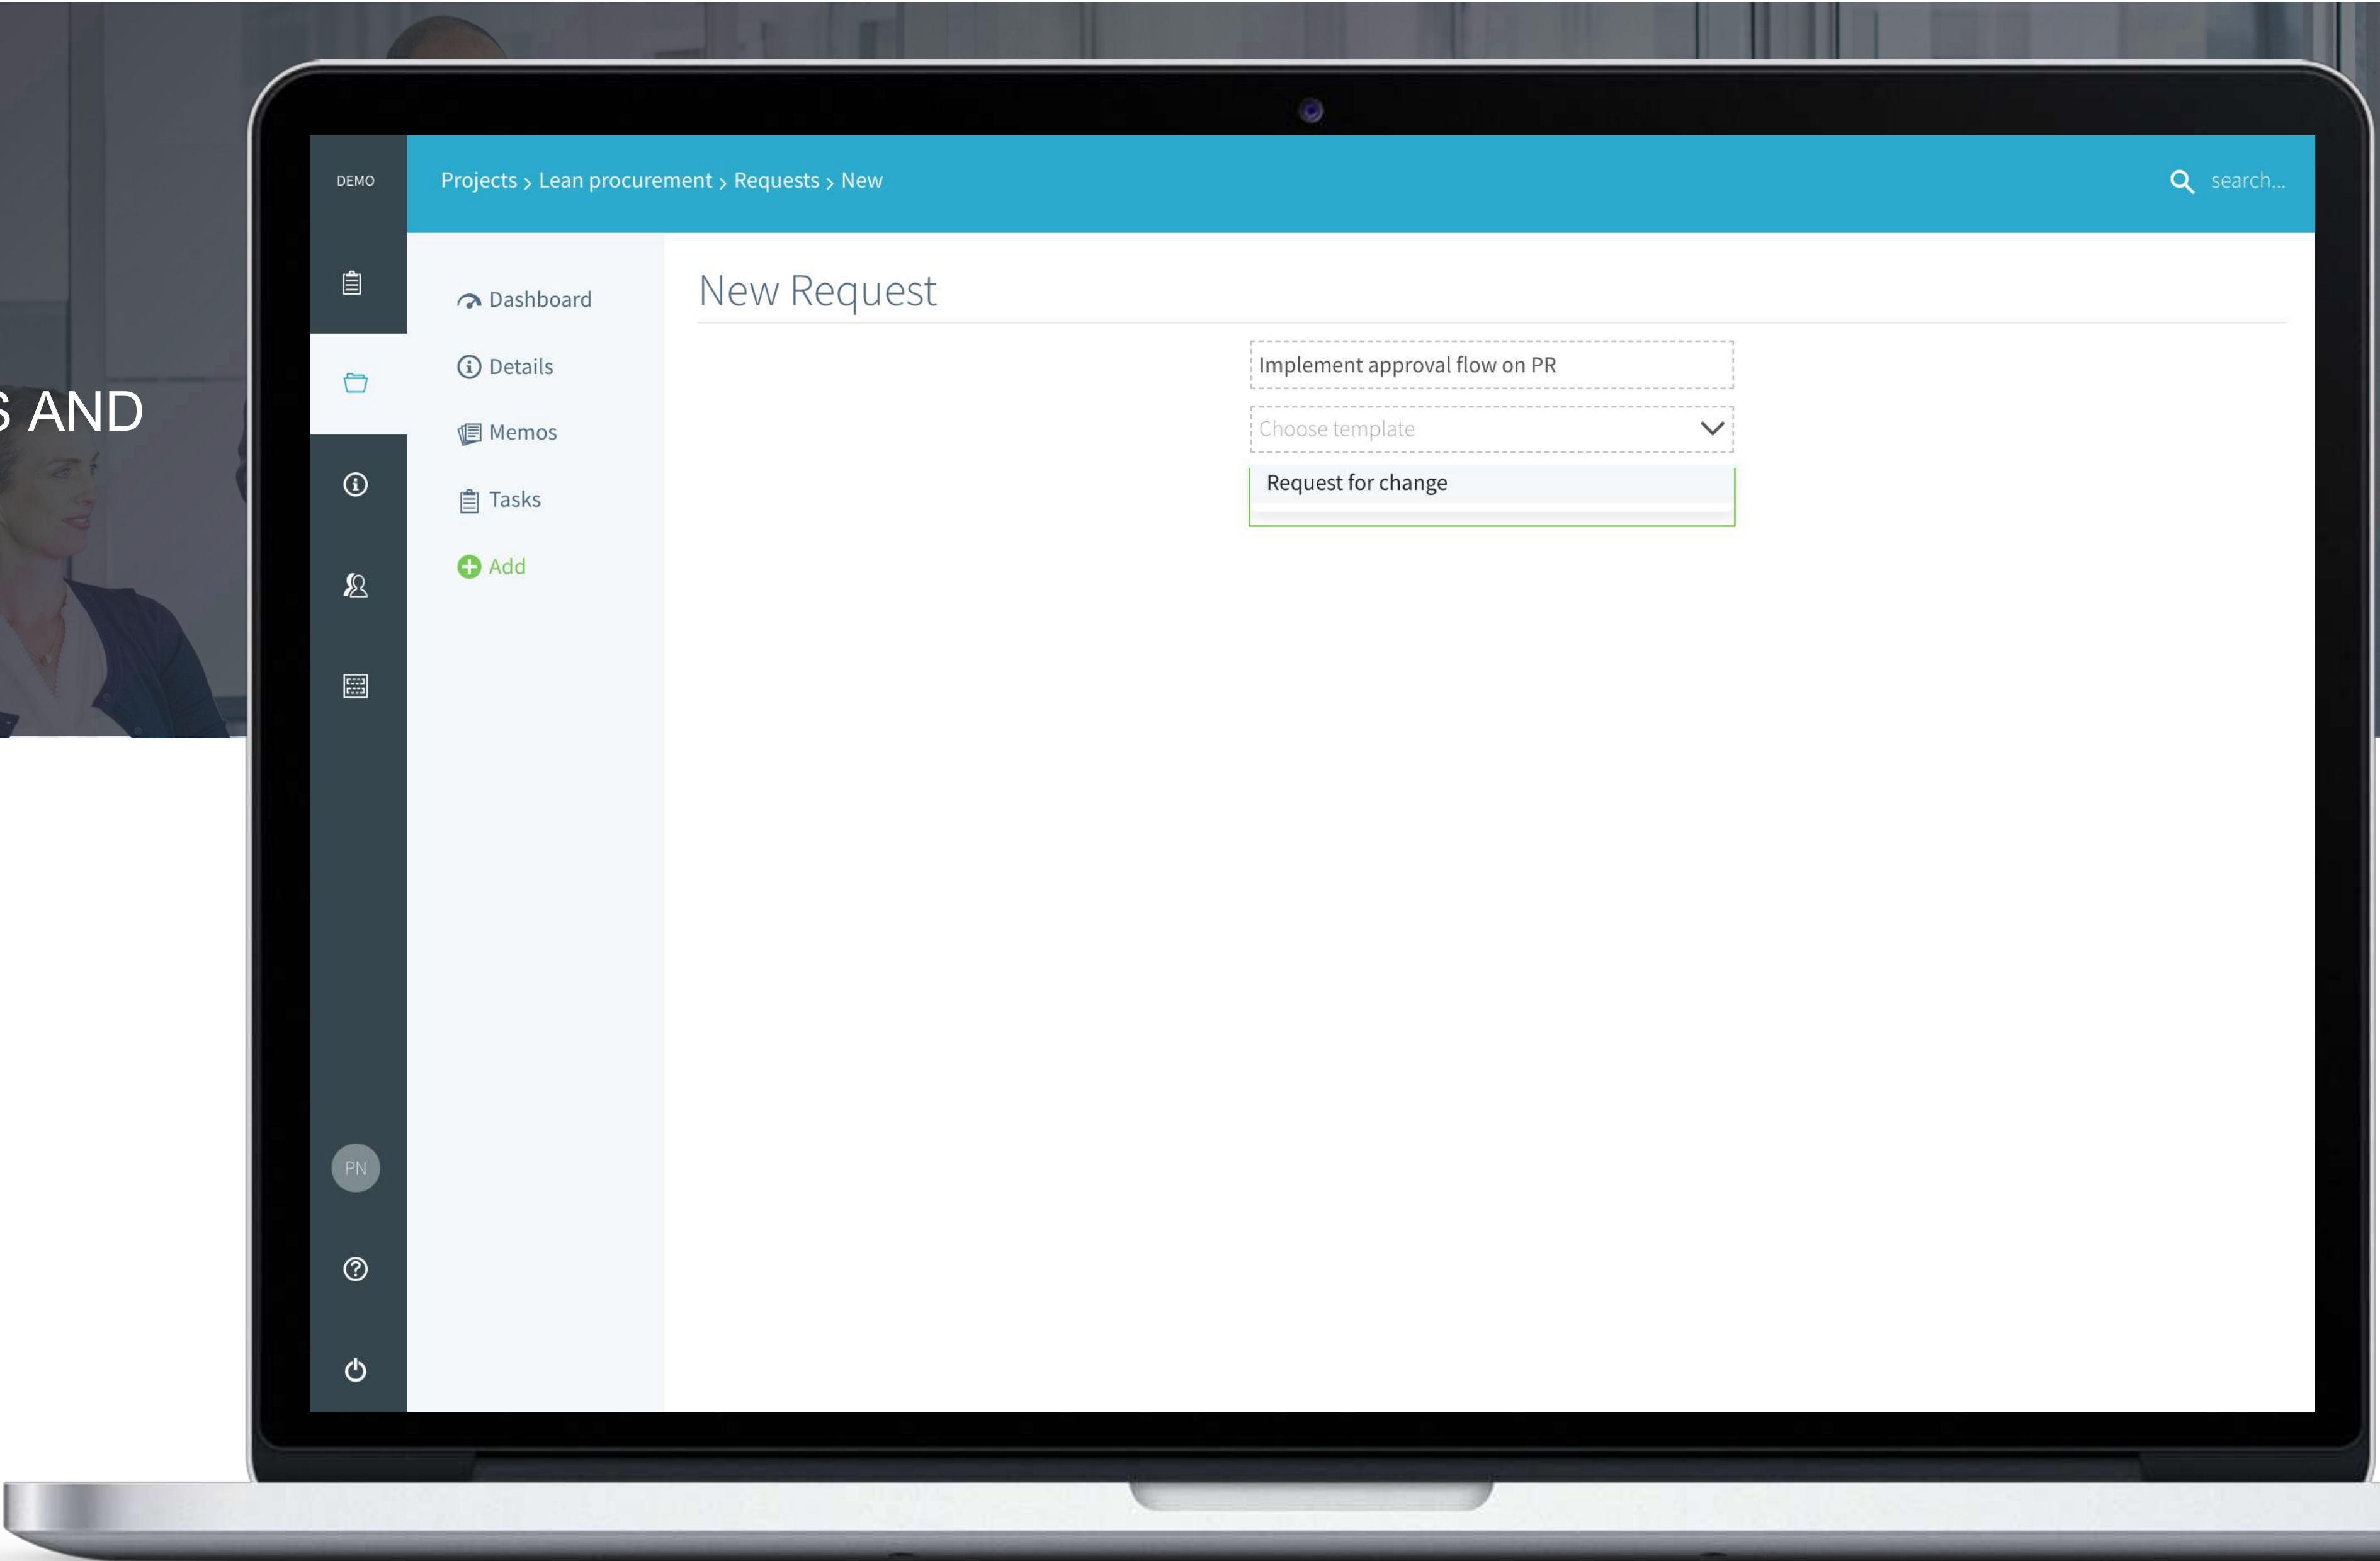 S AND
DEMO
Projects > Lean procurement > Requests > New
search...
Dashboard
Details
Memos
Tasks
Add
New Request
Implement approval flow on PR
Choose template
Request for change
PN